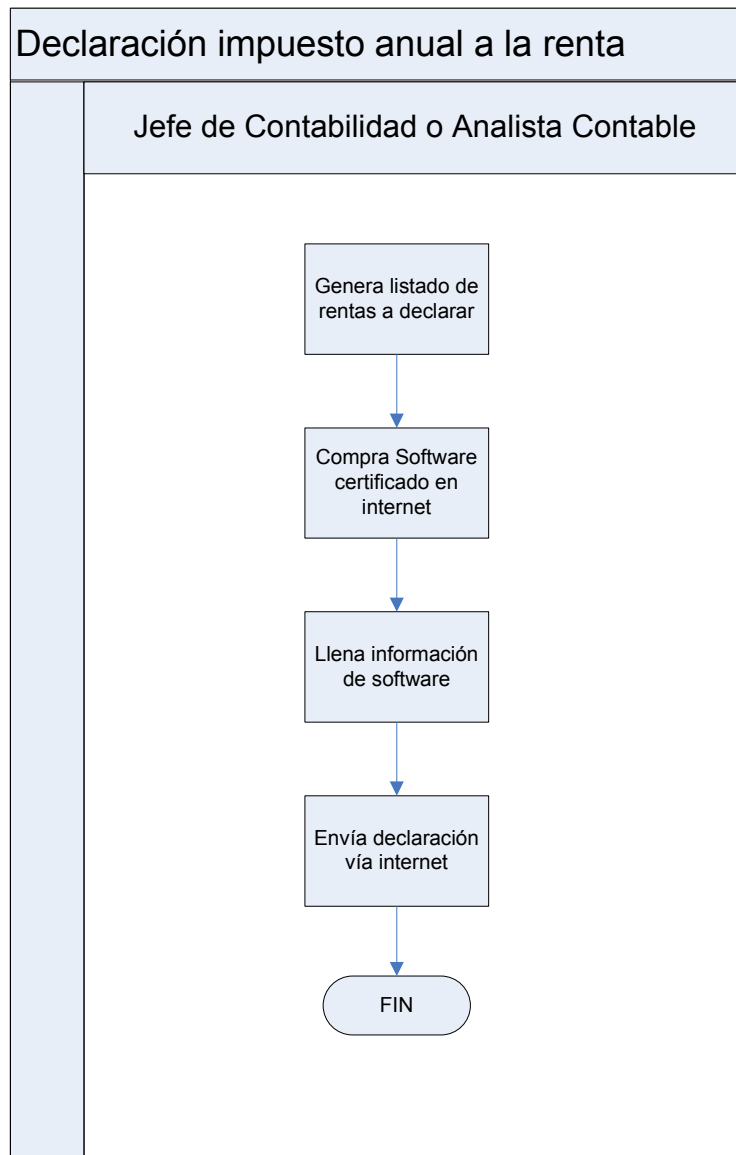 Declaración impuesto anual a la renta
Jefe de Contabilidad o Analista Contable
Genera listado de
rentas a declarar
Compra Software
certificado en
internet
Llena información
de software
Envía declaración
vía internet
FIN